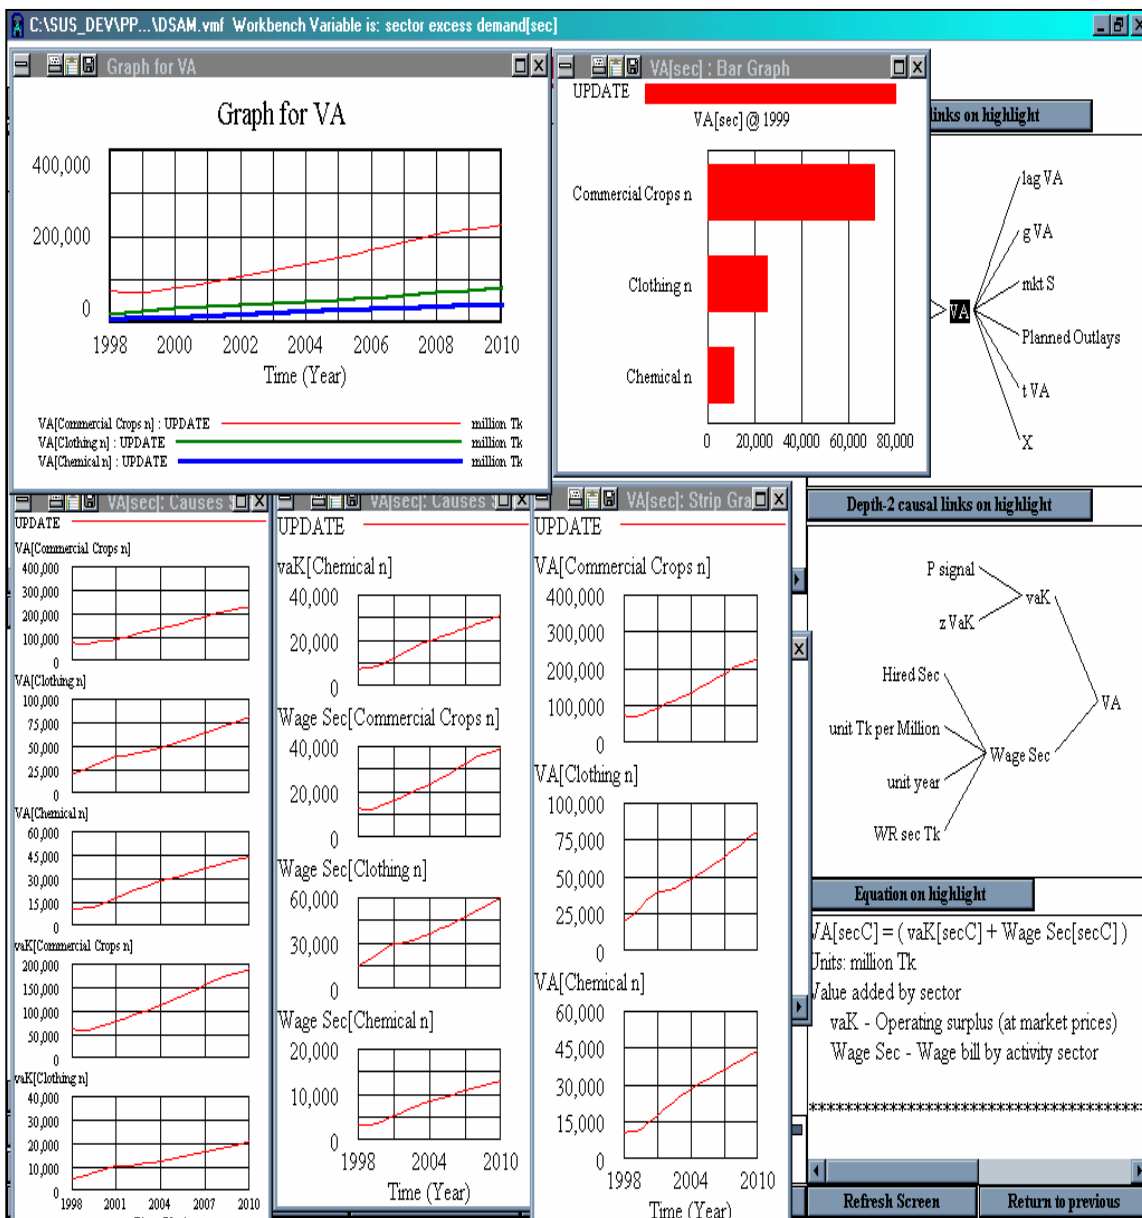 C:\SUS_DEV\PP...\DSAM.vmf Workbench Variable is: sector excess demand[sec]
Graph for VA
Graph for VA
400,000
200,000
0
1998 2000 2002 2004 2006 2008 2010
Time (Year)
VA[Commercial Crops n] : UPDATE million Tk
VA[Clothing n] : UPDATE million Tk
VA[Chemical n] : UPDATE million Tk
VA[sec] : Bar Graph
UPDATE
VA[sec] @ 1999
Commercial Crops n
Clothing n
Chemical n
0 20,000 40,000 60,000 80,000
links on highlight
lag VA
g VA
mkt S
VA
Planned Outlays
t VA
X
VA[sec]: Causes S
UPDATE
VA[Commercial Crops n]
400,000
300,000
200,000
100,000
0
VA[Clothing n]
100,000
75,000
50,000
25,000
0
VA[Chemical n]
60,000
45,000
30,000
15,000
0
vaK[Commercial Crops n]
200,000
150,000
100,000
50,000
0
vaK[Clothing n]
40,000
30,000
20,000
10,000
0
1998 2001 2004 2007 2010
VA[sec]: Causes S
UPDATE
vaK[Chemical n]
40,000
20,000
0
Wage Sec[Commercial Crops n]
40,000
20,000
0
Wage Sec[Clothing n]
60,000
30,000
0
Wage Sec[Chemical n]
20,000
10,000
0
1998 2004 2010
Time (Year)
VA[sec]: Strip Gra
UPDATE
VA[Commercial Crops n]
400,000
300,000
200,000
100,000
0
VA[Clothing n]
100,000
75,000
50,000
25,000
0
VA[Chemical n]
60,000
45,000
30,000
15,000
0
1998 2004 2010
Time (Year)
Depth-2 causal links on highlight
P signal
vaK
z VaK
Hired Sec
VA
unit Tk per Million
Wage Sec
unit year
WR sec Tk
Equation on highlight
VA[secC] = ( vaK[secC] + Wage Sec[secC] )
Units: million Tk
Value added by sector
vaK - Operating surplus (at market prices)
Wage Sec - Wage bill by activity sector
Refresh Screen Return to previous